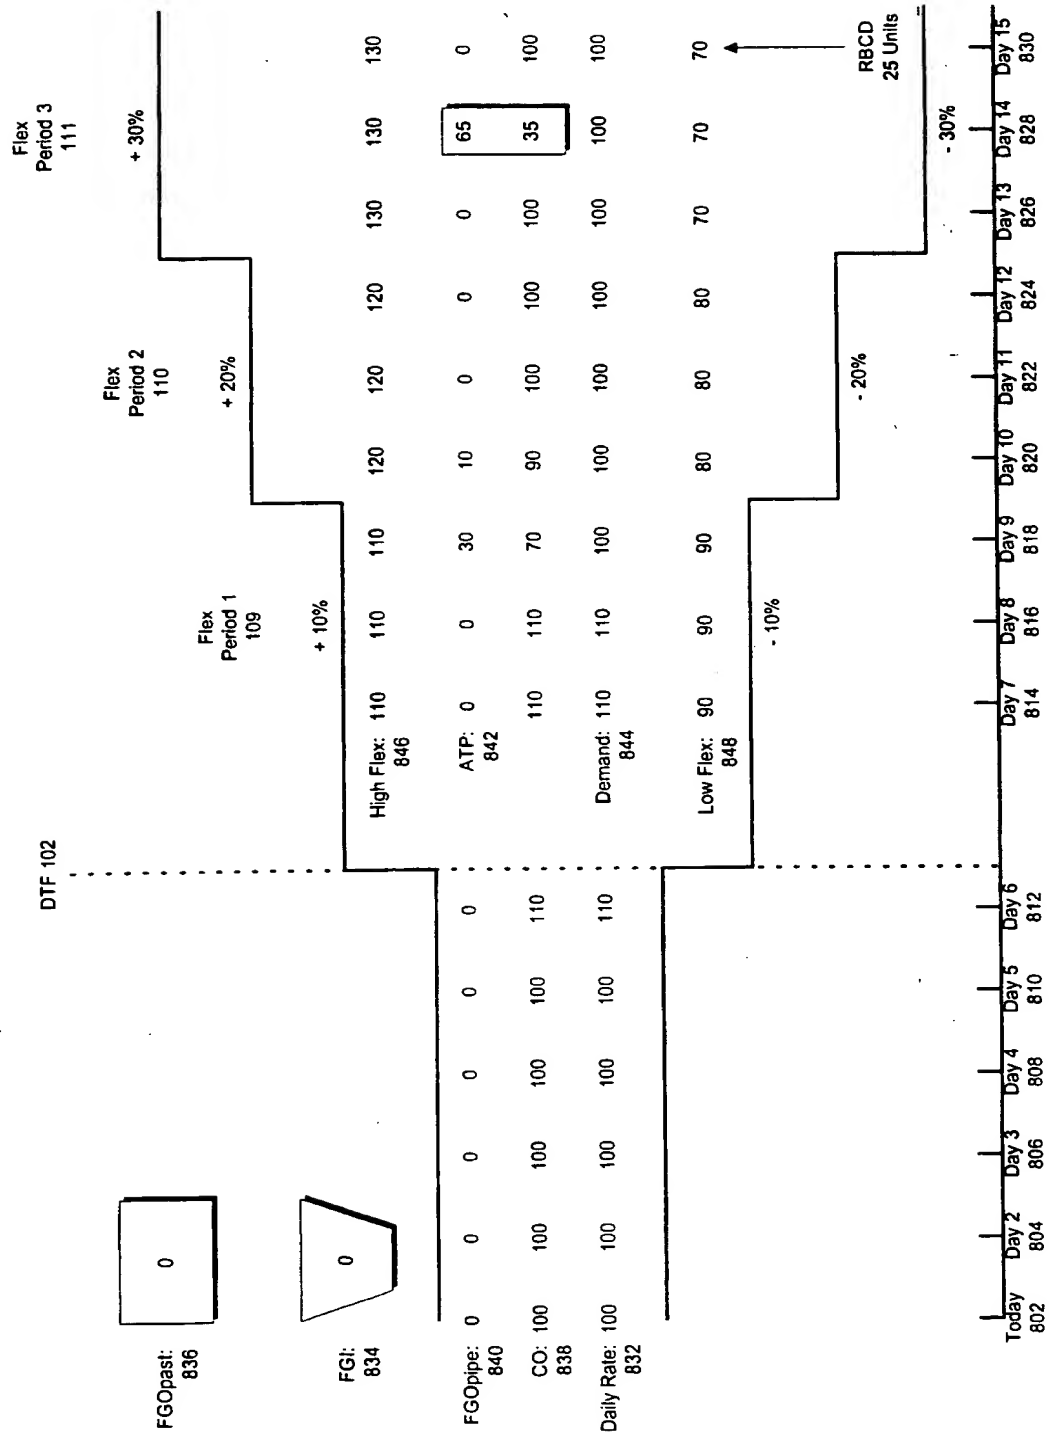 Flex
Period 3
111
+ 30%
Flex
Period 2
110
+ 20%
Flex
Period 1
109
+ 10%
DTF 102
FGOpast:
836
0
FGI:
834
0
High Flex: 110 110 110 120 120 120 130 130 130
846
FGOpipe: 0 0 0 0 0 0
840
ATP: 0 0 30 10 0 0 0 65 0
842
CO: 100 100 100 100 100 110 110 110 70 90 100 100 100 35 100
838
Daily Rate: 100 100 100 100 100 110
832
Demand: 110 110 100 100 100 100 100 100 100
844
Low Flex: 90 90 90 80 80 80 70 70 70
848
- 10%
- 20%
- 30%
RBCD
25 Units
Today Day 2 Day 3 Day 4 Day 5 Day 6 Day 7 Day 8 Day 9 Day 10 Day 11 Day 12 Day 13 Day 14 Day 15
802 804 806 808 810 812 814 816 818 820 822 824 826 828 830